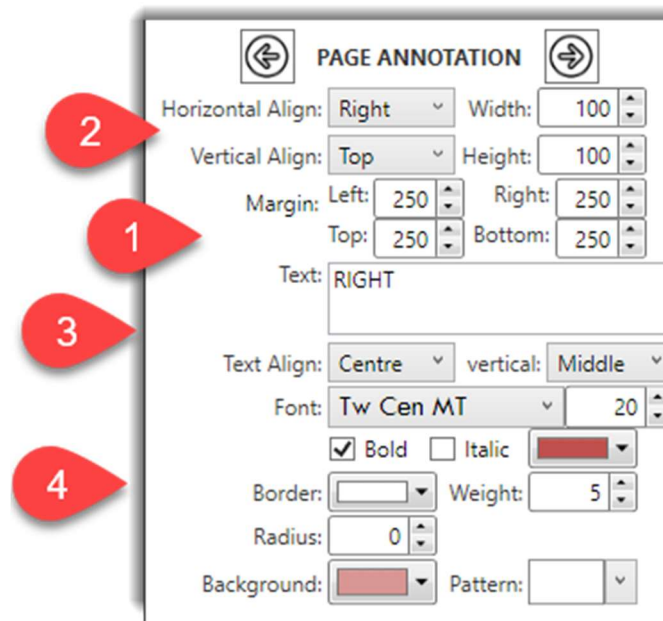 PAGE ANNOTATION
2
Horizontal Align: Right Width: 100
Vertical Align: Top Height: 100
1
Margin: Left: 250 Right: 250
Top: 250 Bottom: 250
3
Text: RIGHT
Text Align: Centre vertical: Middle
Font: Tw Cen MT 20
4
Bold Italic
Border: Weight: 5
Radius: 0
Background: Pattern: